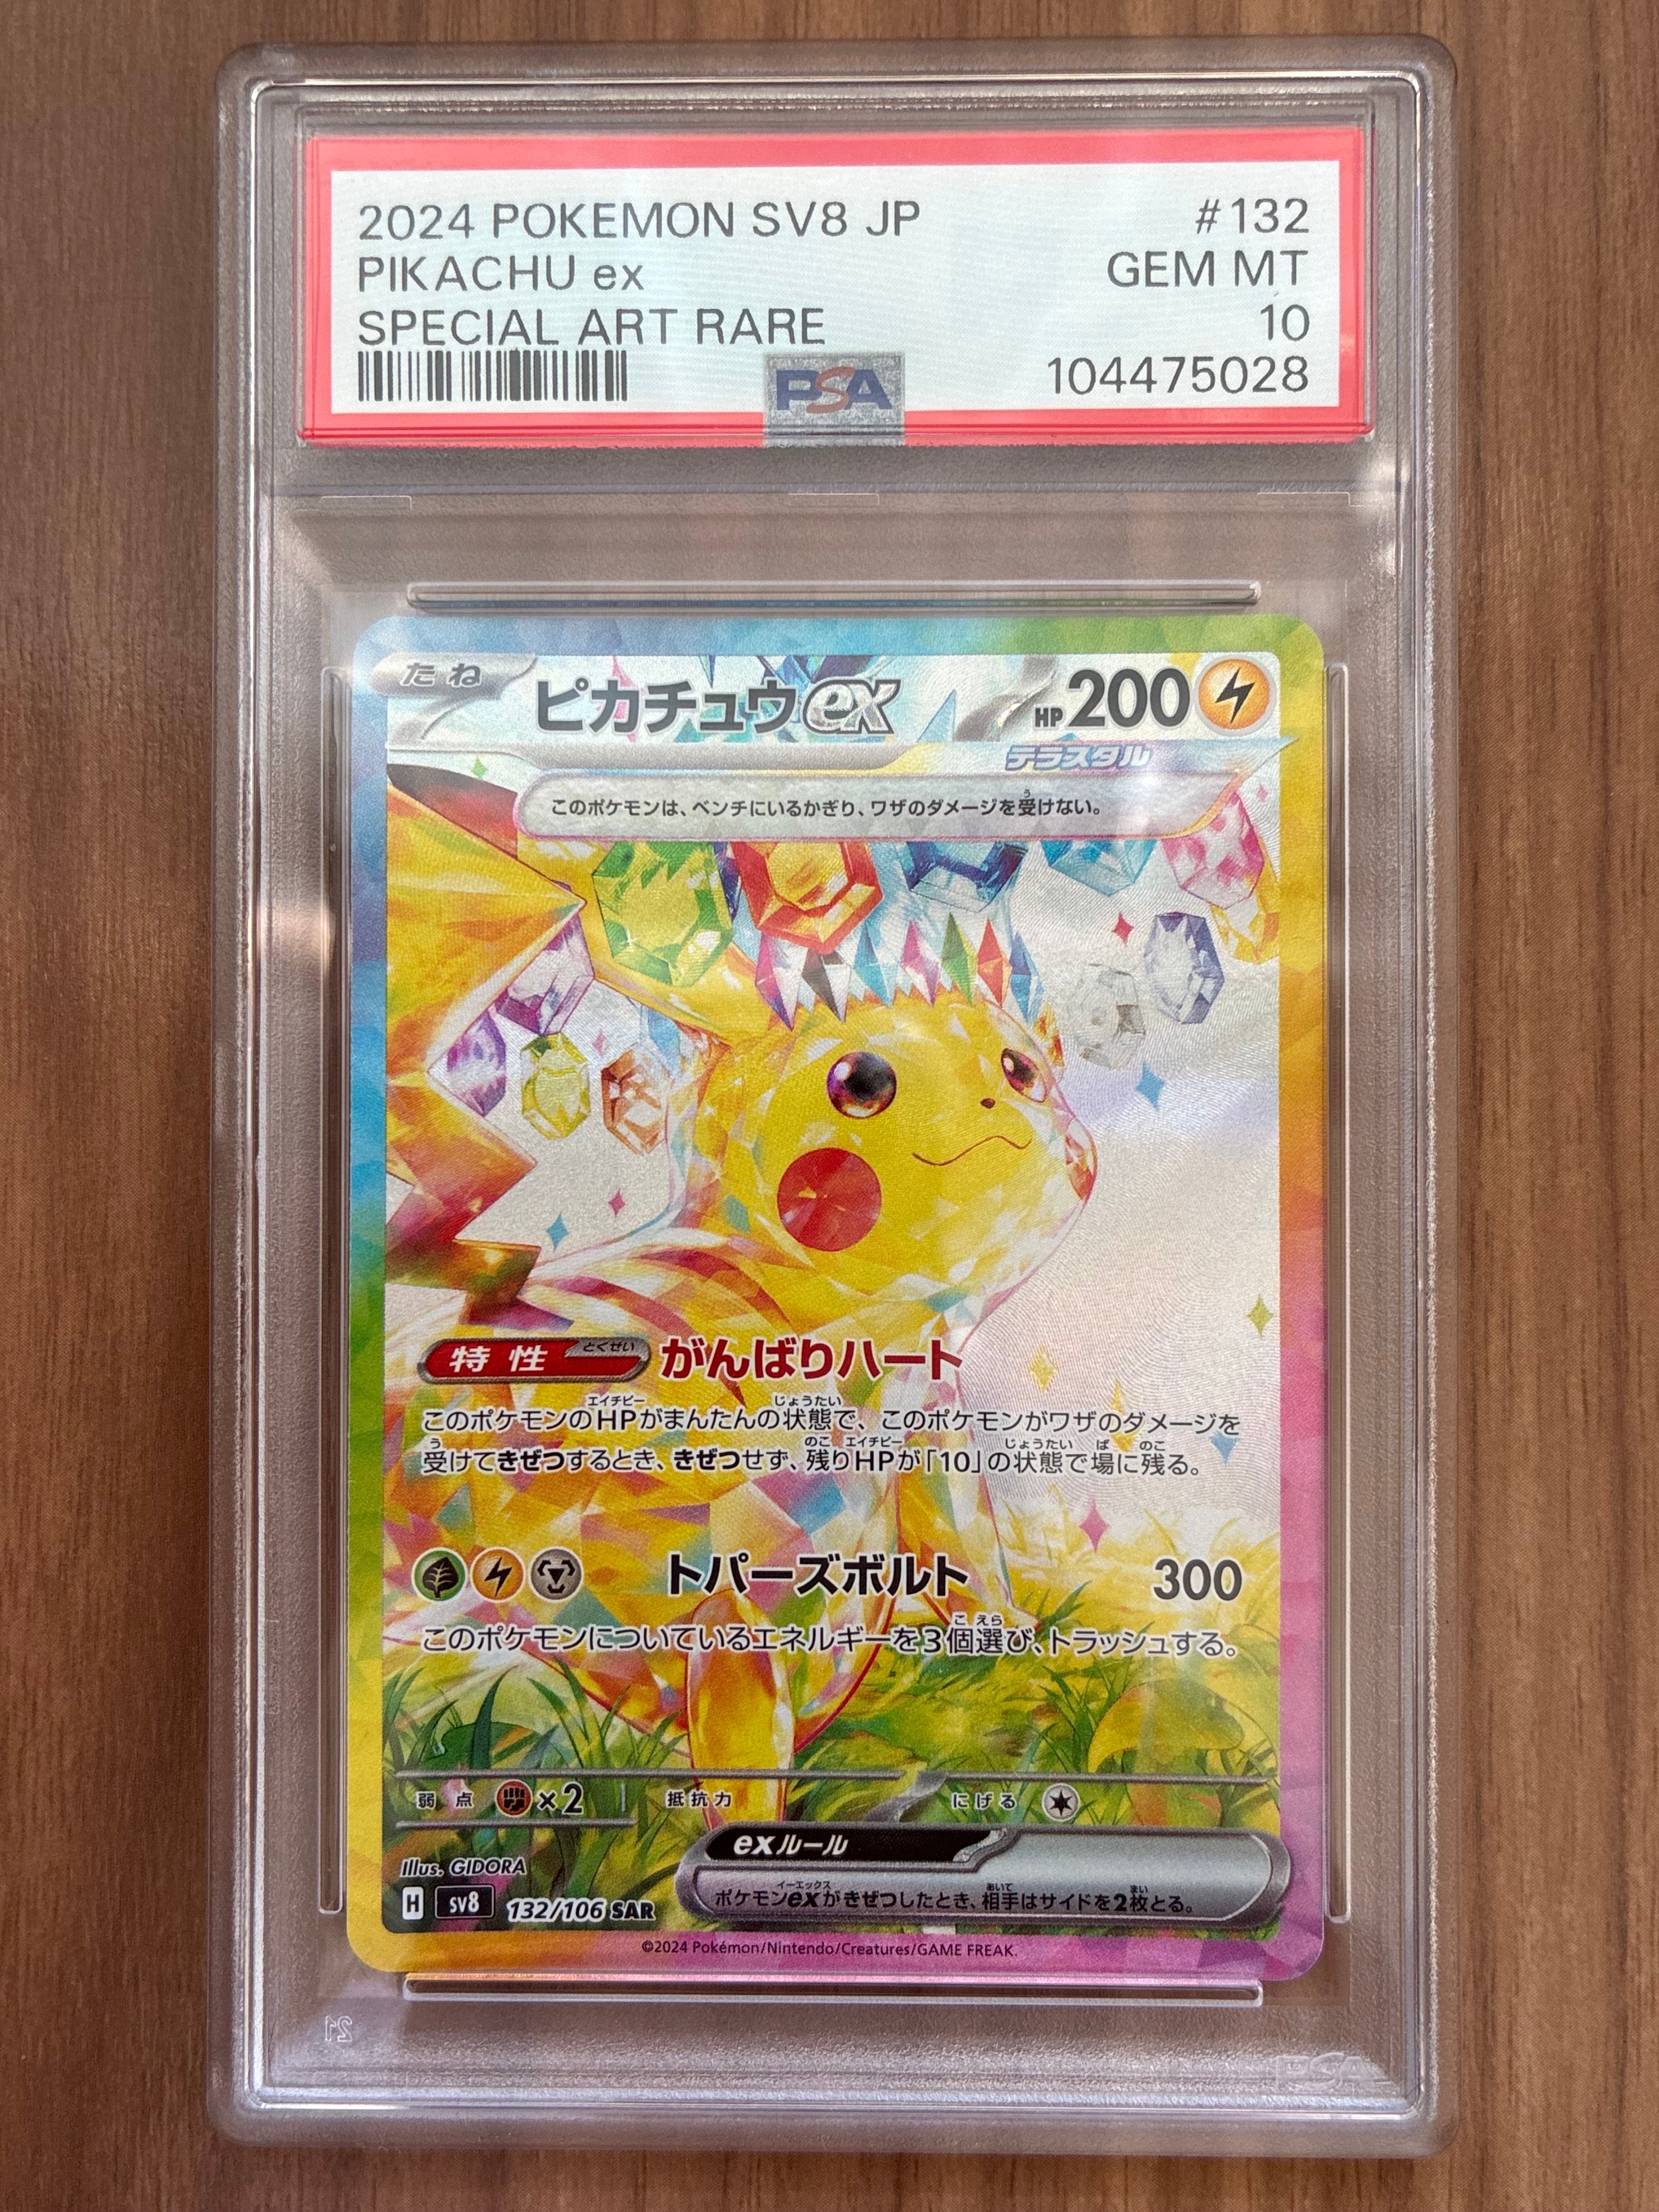 2024 POKEMON SV8 JP #132
PIKACHU ex GEM MT
SPECIAL ART RARE 10
PSA 104475028
たね ピカチュウex HP200
テラスタル
このポケモンは、ベンチにいるかぎり、ワザのダメージを受けない。
特性 とくせい がんばりハート
このポケモンのHPがまんたんの状態で、このポケモンがワザのダメージを
受けてきぜつするとき、きぜつせず、残りHPが「10」の状態で場に残る。
トパーズボルト 300
このポケモンについているエネルギーを3個選び、トラッシュする。
弱点 ×2 抵抗力 にげる
exルール
ポケモンexがきぜつしたとき、相手はサイドを2枚とる。
Illus. GIDORA
H SV8 132/106 SAR
©2024 Pokémon/Nintendo/Creatures/GAME FREAK.
21
PSA